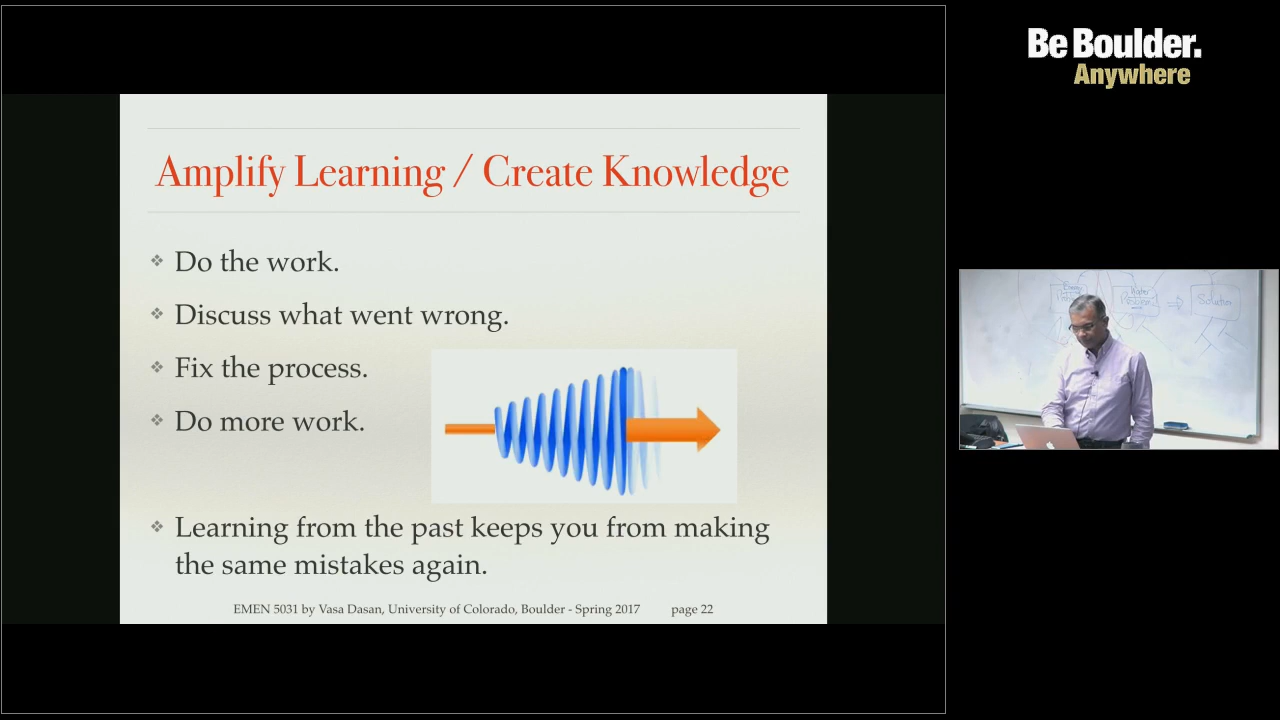 Be Boulder.
Anywhere
Amplify Learning / Create Knowledge
Do the work.
Discuss what went wrong.
Fix the process.
Do more work.
Learning from the past keeps you from making
the same mistakes again.
EMEN 5031 by Vasa Dasan, University of Colorado, Boulder - Spring 2017 page 22
Solution